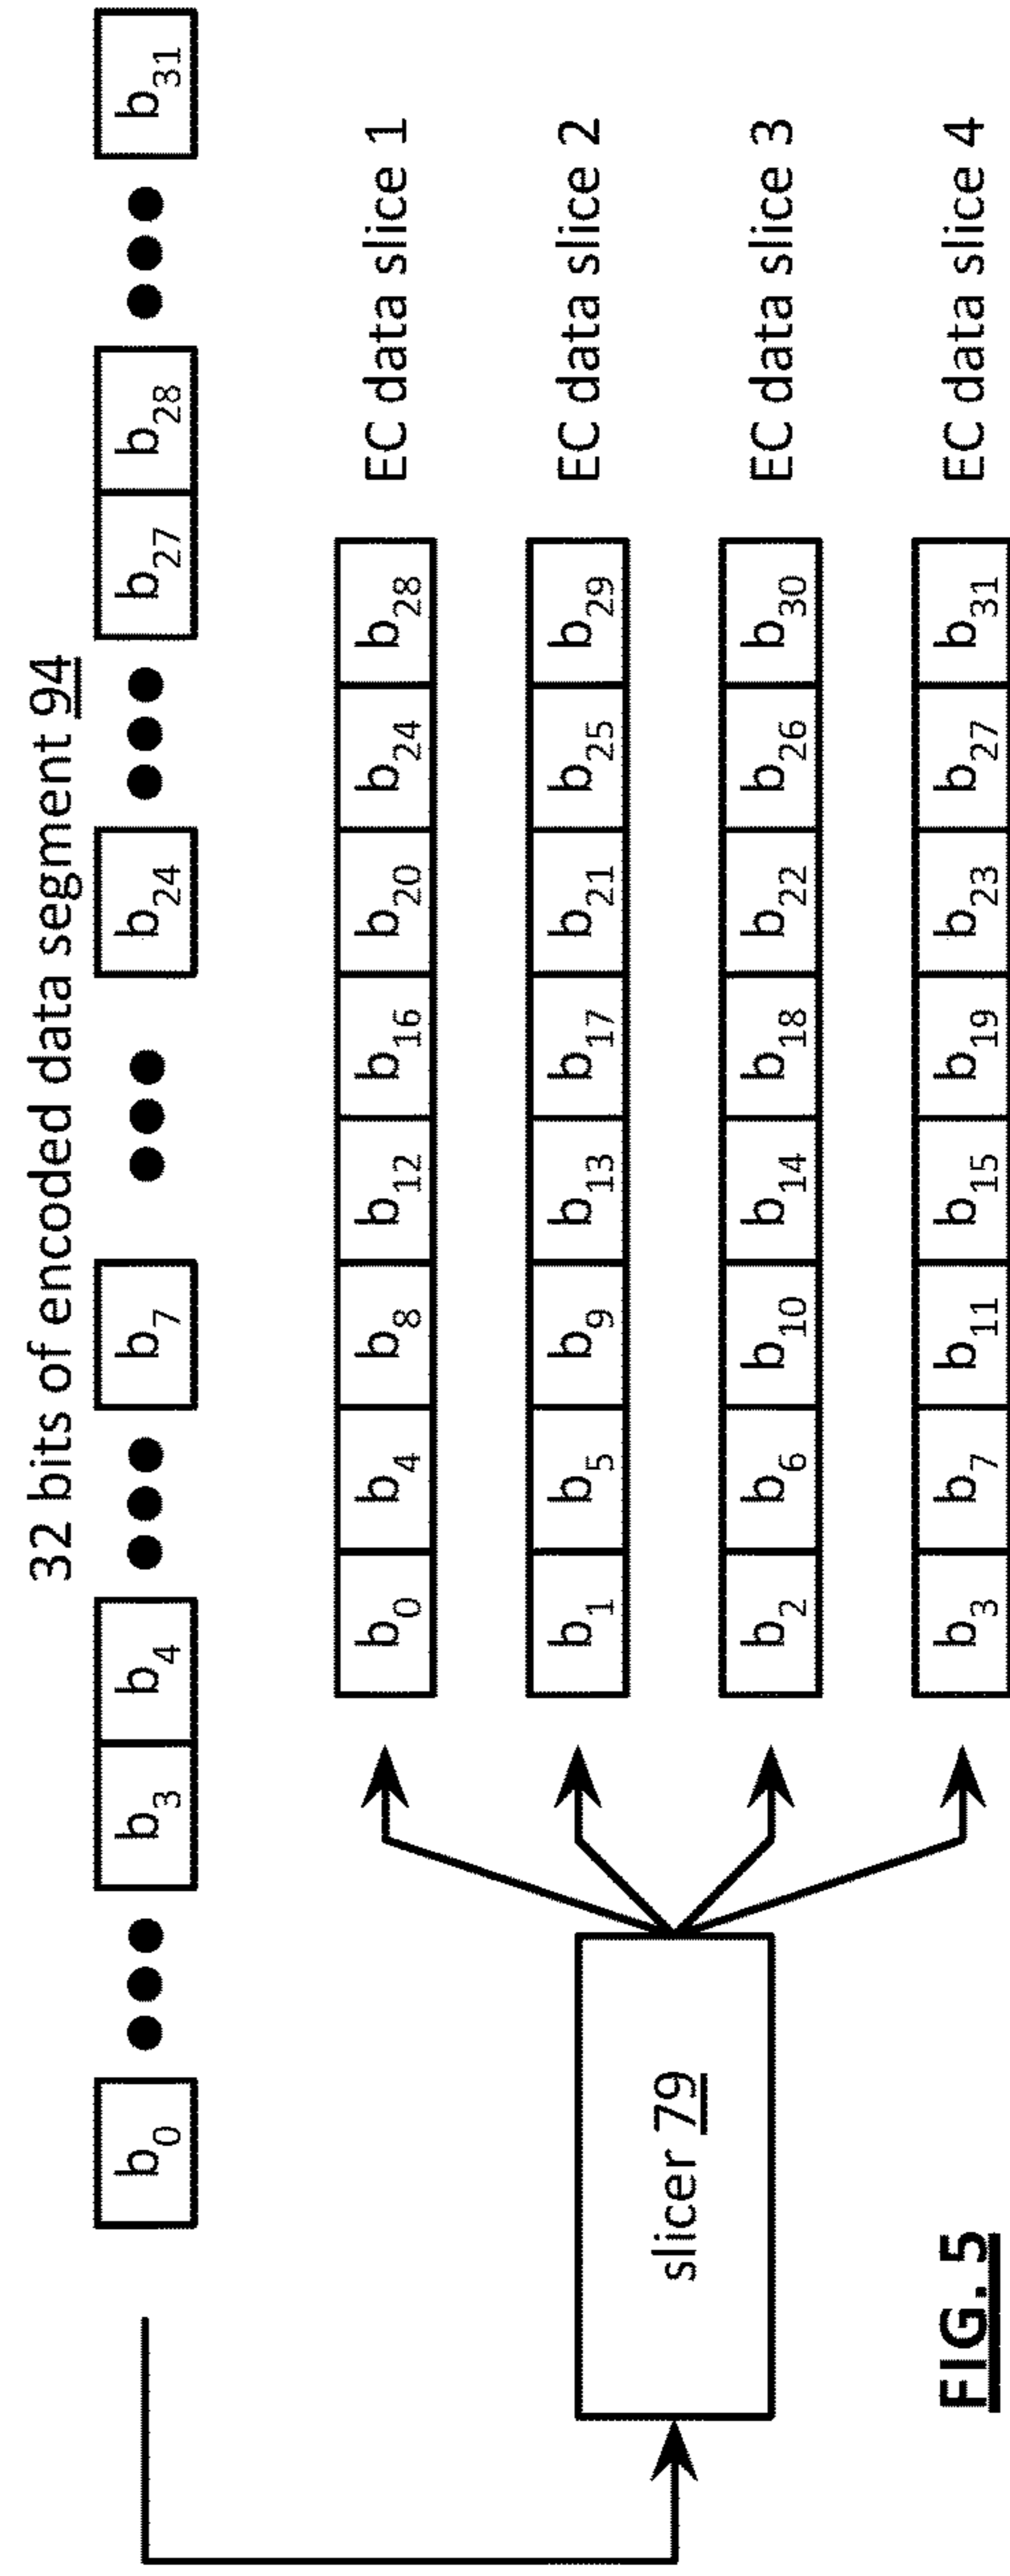 32 bits of encoded data segment 94
b0 ●●● b3 b4 ●●● b7 ●●● b24 ●●● b27 b28 ●●● b31
b0 b4 b8 b12 b16 b20 b24 b28 EC data slice 1
b1 b5 b9 b13 b17 b21 b25 b29 EC data slice 2
slicer 79
b2 b6 b10 b14 b18 b22 b26 b30 EC data slice 3
b3 b7 b11 b15 b19 b23 b27 b31 EC data slice 4
FIG. 5